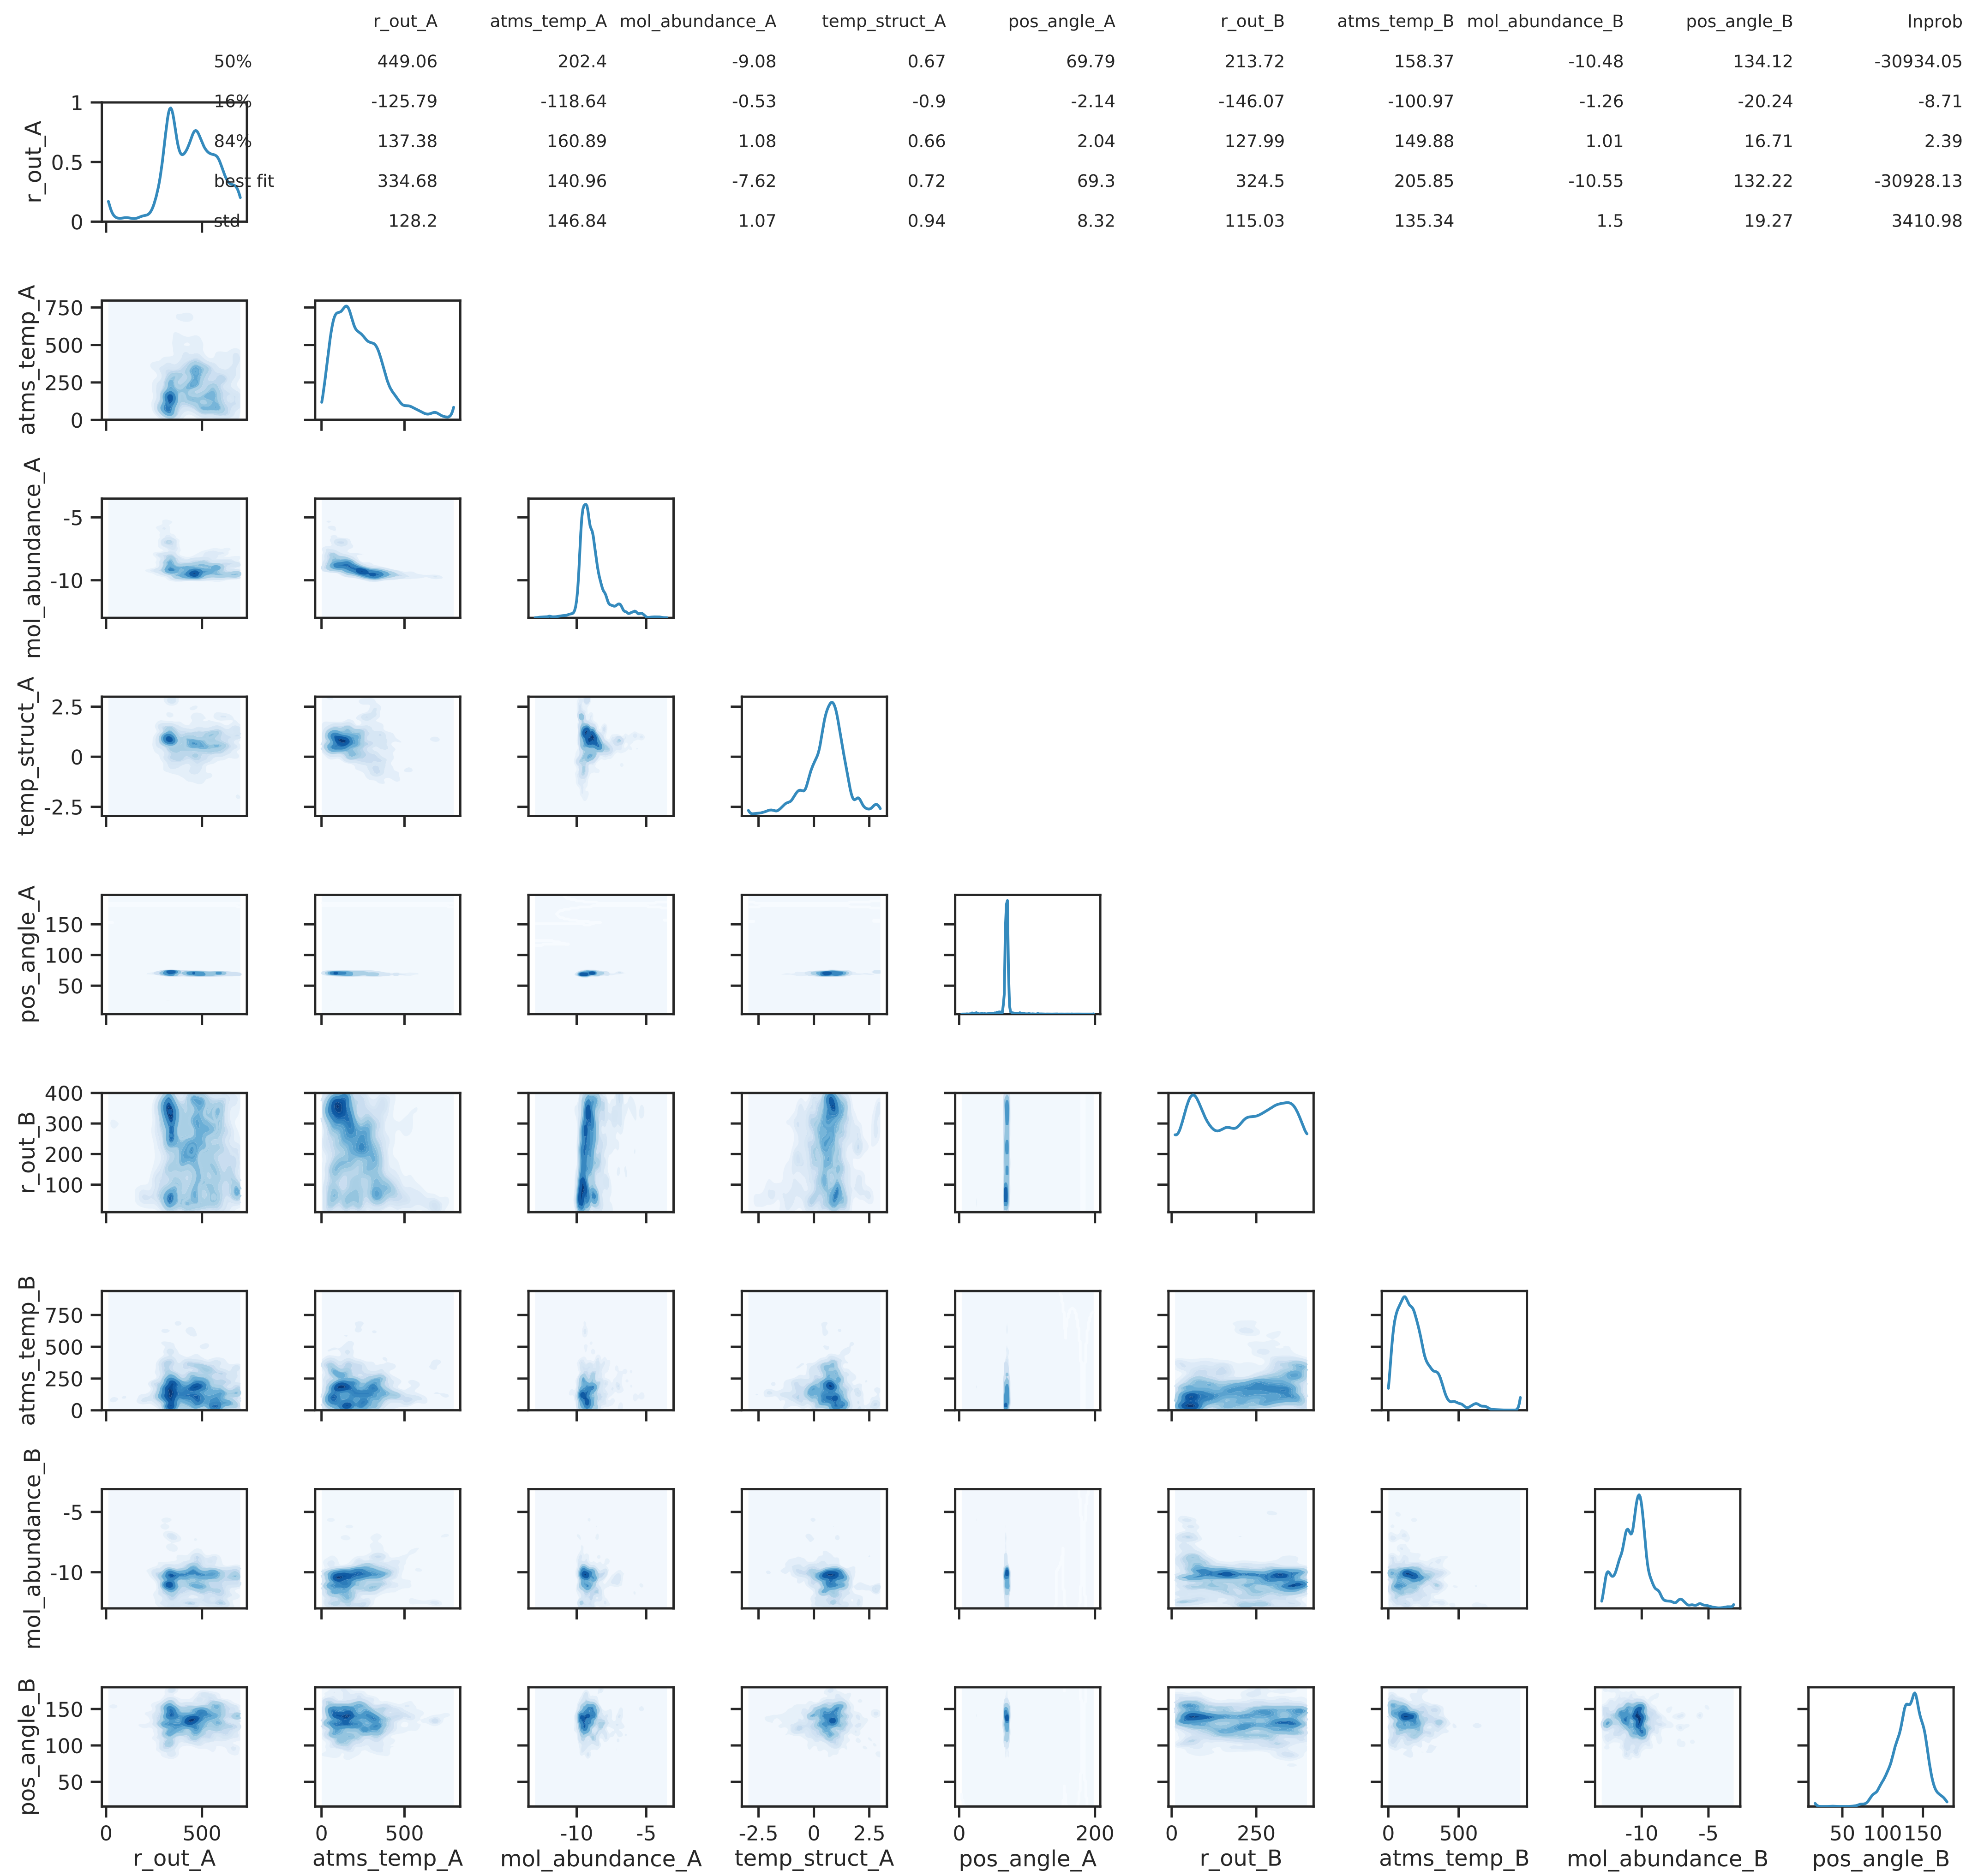 r_out_A atms_temp_A mol_abundance_A temp_struct_A pos_angle_A r_out_B atms_temp_B mol_abundance_B pos_angle_B lnprob
50% 449.06 202.4 -9.08 0.67 69.79 213.72 158.37 -10.48 134.12 -30934.05
16% -125.79 -118.64 -0.53 -0.9 -2.14 -146.07 -100.97 -1.26 -20.24 -8.71
84% 137.38 160.89 1.08 0.66 2.04 127.99 149.88 1.01 16.71 2.39
best fit 334.68 140.96 -7.62 0.72 69.3 324.5 205.85 -10.55 132.22 -30928.13
std 128.2 146.84 1.07 0.94 8.32 115.03 135.34 1.5 19.27 3410.98
r_out_A
1
0.5
0
atms_temp_A
750
500
250
0
mol_abundance_A
-5
-10
temp_struct_A
2.5
0
-2.5
pos_angle_A
150
100
50
r_out_B
400
300
200
100
atms_temp_B
750
500
250
0
mol_abundance_B
-5
-10
pos_angle_B
150
100
50
0 500 0 500 -10 -5 -2.5 0 2.5 0 200 0 250 0 500 -10 -5 50 100 150
r_out_A atms_temp_A mol_abundance_A temp_struct_A pos_angle_A r_out_B atms_temp_B mol_abundance_B pos_angle_B